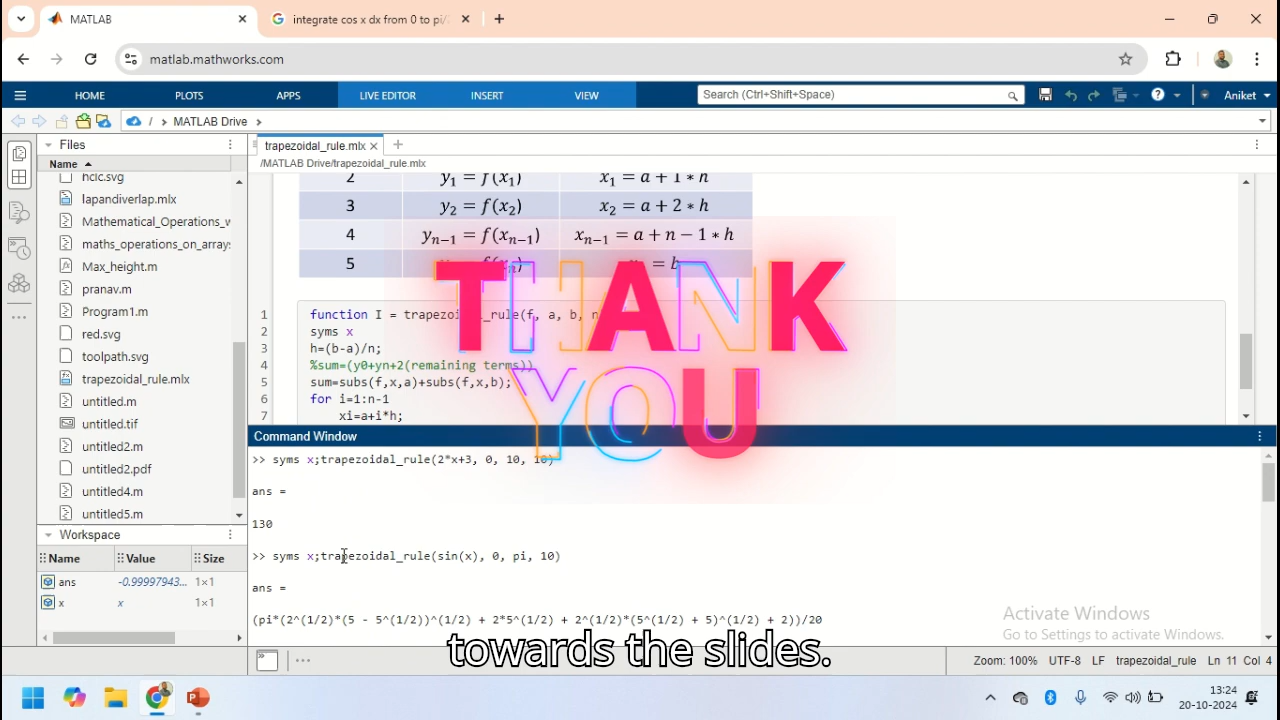 MATLAB
integrate cos x dx from 0 to pi/2
matlab.mathworks.com
HOME PLOTS APPS LIVE EDITOR INSERT VIEW Search (Ctrl+Shift+Space) Aniket
/ MATLAB Drive
Files
Name
hclc.svg
lapandiverlap.mlx
Mathematical_Operations_w
maths_operations_on_arrays
Max_height.m
pranav.m
Program1.m
red.svg
toolpath.svg
trapezoidal_rule.mlx
untitled.m
untitled.tif
untitled2.m
untitled2.pdf
untitled4.m
untitled5.m
Workspace
Name Value Size
ans -0.99997943... 1×1
x x 1×1
trapezoidal_rule.mlx
/MATLAB Drive/trapezoidal_rule.mlx
2 y₁ = f(x₁) x₁ = a + 1 * h
3 y₂ = f(x₂) x₂ = a + 2 * h
4 yₙ₋₁ = f(xₙ₋₁) xₙ₋₁ = a + n − 1 * h
5 = b
THANK
YOU
1 function I = trapezoidal_rule(f, a, b, n
2 syms x
3 h=(b-a)/n;
4 %sum=(y0+yn+2(remaining terms))
5 sum=subs(f,x,a)+subs(f,x,b);
6 for i=1:n-1
7 xi=a+i*h;
Command Window
>> syms x;trapezoidal_rule(2*x+3, 0, 10, 10)
ans =
130
>> syms x;trapezoidal_rule(sin(x), 0, pi, 10)
ans =
(pi*(2^(1/2)*(5 - 5^(1/2))^(1/2) + 2*5^(1/2) + 2^(1/2)*(5^(1/2) + 5)^(1/2) + 2))/20
Activate Windows
Go to Settings to activate Windows.
towards the slides.
Zoom: 100% UTF-8 LF trapezoidal_rule Ln 11 Col 4
13:24
20-10-2024